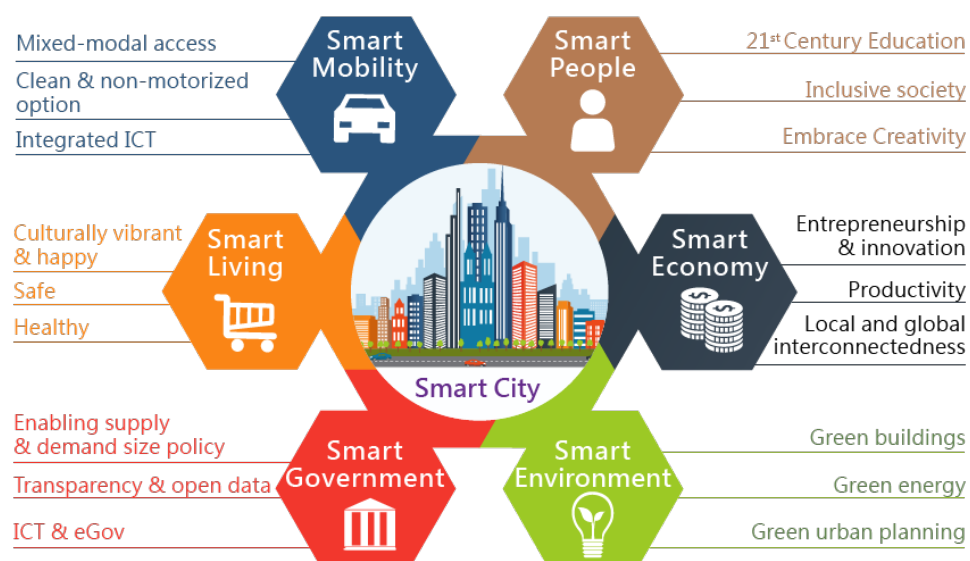 Smart
Mobility
Mixed-modal access
Clean & non-motorized
option
Integrated ICT
Smart
People
21st Century Education
Inclusive society
Embrace Creativity
Smart
Living
Culturally vibrant
& happy
Safe
Healthy
Smart
Economy
Entrepreneurship
& innovation
Productivity
Local and global
interconnectedness
Smart City
Smart
Government
Enabling supply
& demand size policy
Transparency & open data
ICT & eGov
Smart
Environment
Green buildings
Green energy
Green urban planning